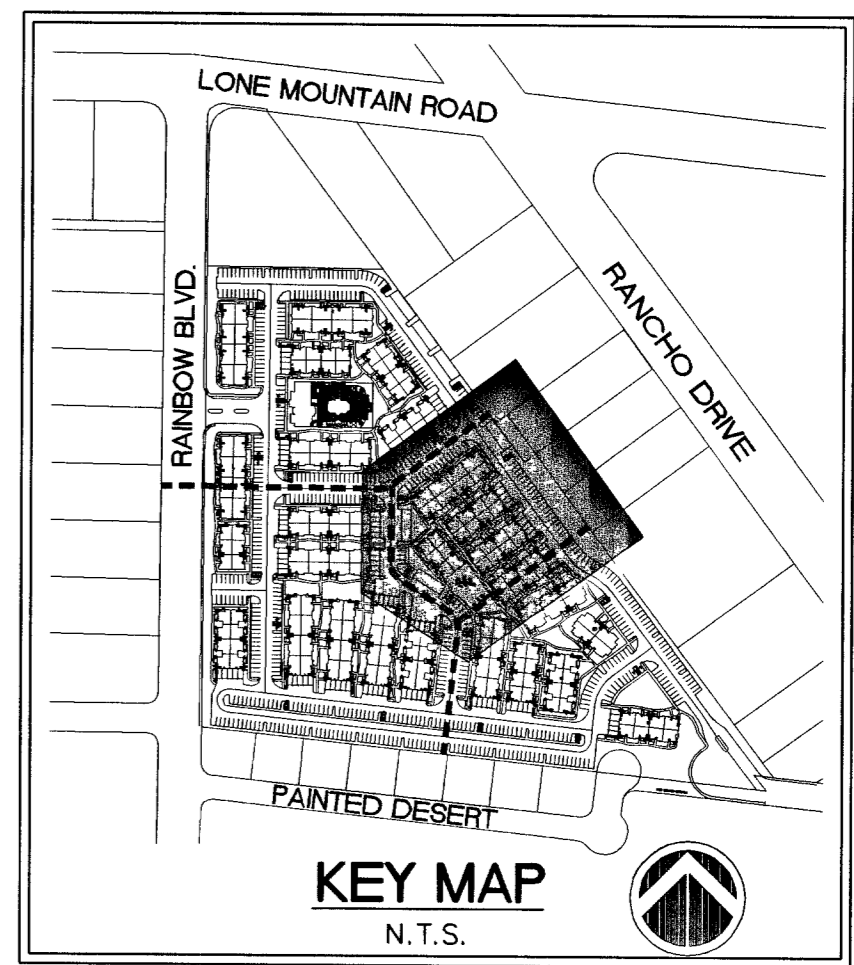 LONE MOUNTAIN ROAD
RAINBOW BLVD.
RANCHO DRIVE
PAINTED DESERT
KEY MAP
N.T.S.